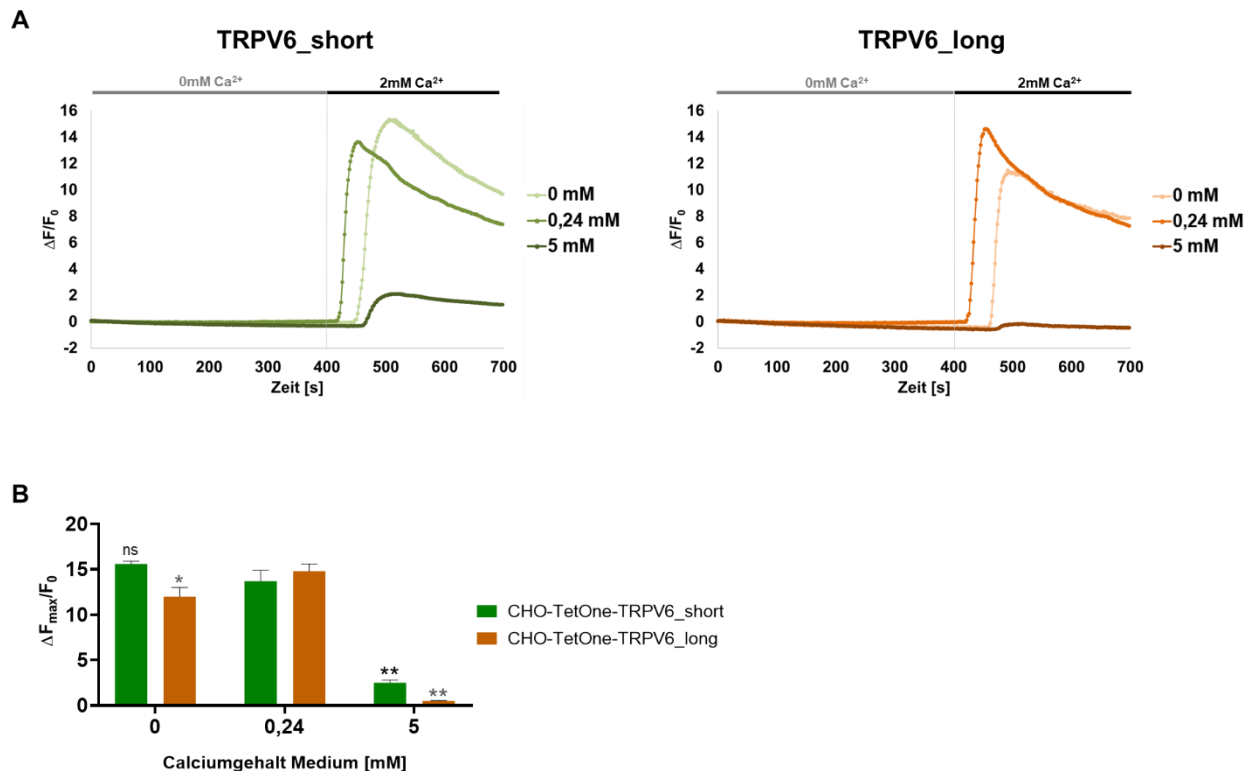 A
TRPV6_short
0mM Ca²⁺ 2mM Ca²⁺
16
14
12
10
8
6
4
2
0
-2
ΔF/F₀
0 100 200 300 400 500 600 700
Zeit [s]
0 mM
0,24 mM
5 mM
TRPV6_long
0mM Ca²⁺ 2mM Ca²⁺
16
14
12
10
8
6
4
2
0
-2
ΔF/F₀
0 100 200 300 400 500 600 700
Zeit [s]
0 mM
0,24 mM
5 mM
B
20
15
10
5
0
ΔFmax/F₀
ns
*
**
**
0 0,24 5
Calciumgehalt Medium [mM]
CHO-TetOne-TRPV6_short
CHO-TetOne-TRPV6_long